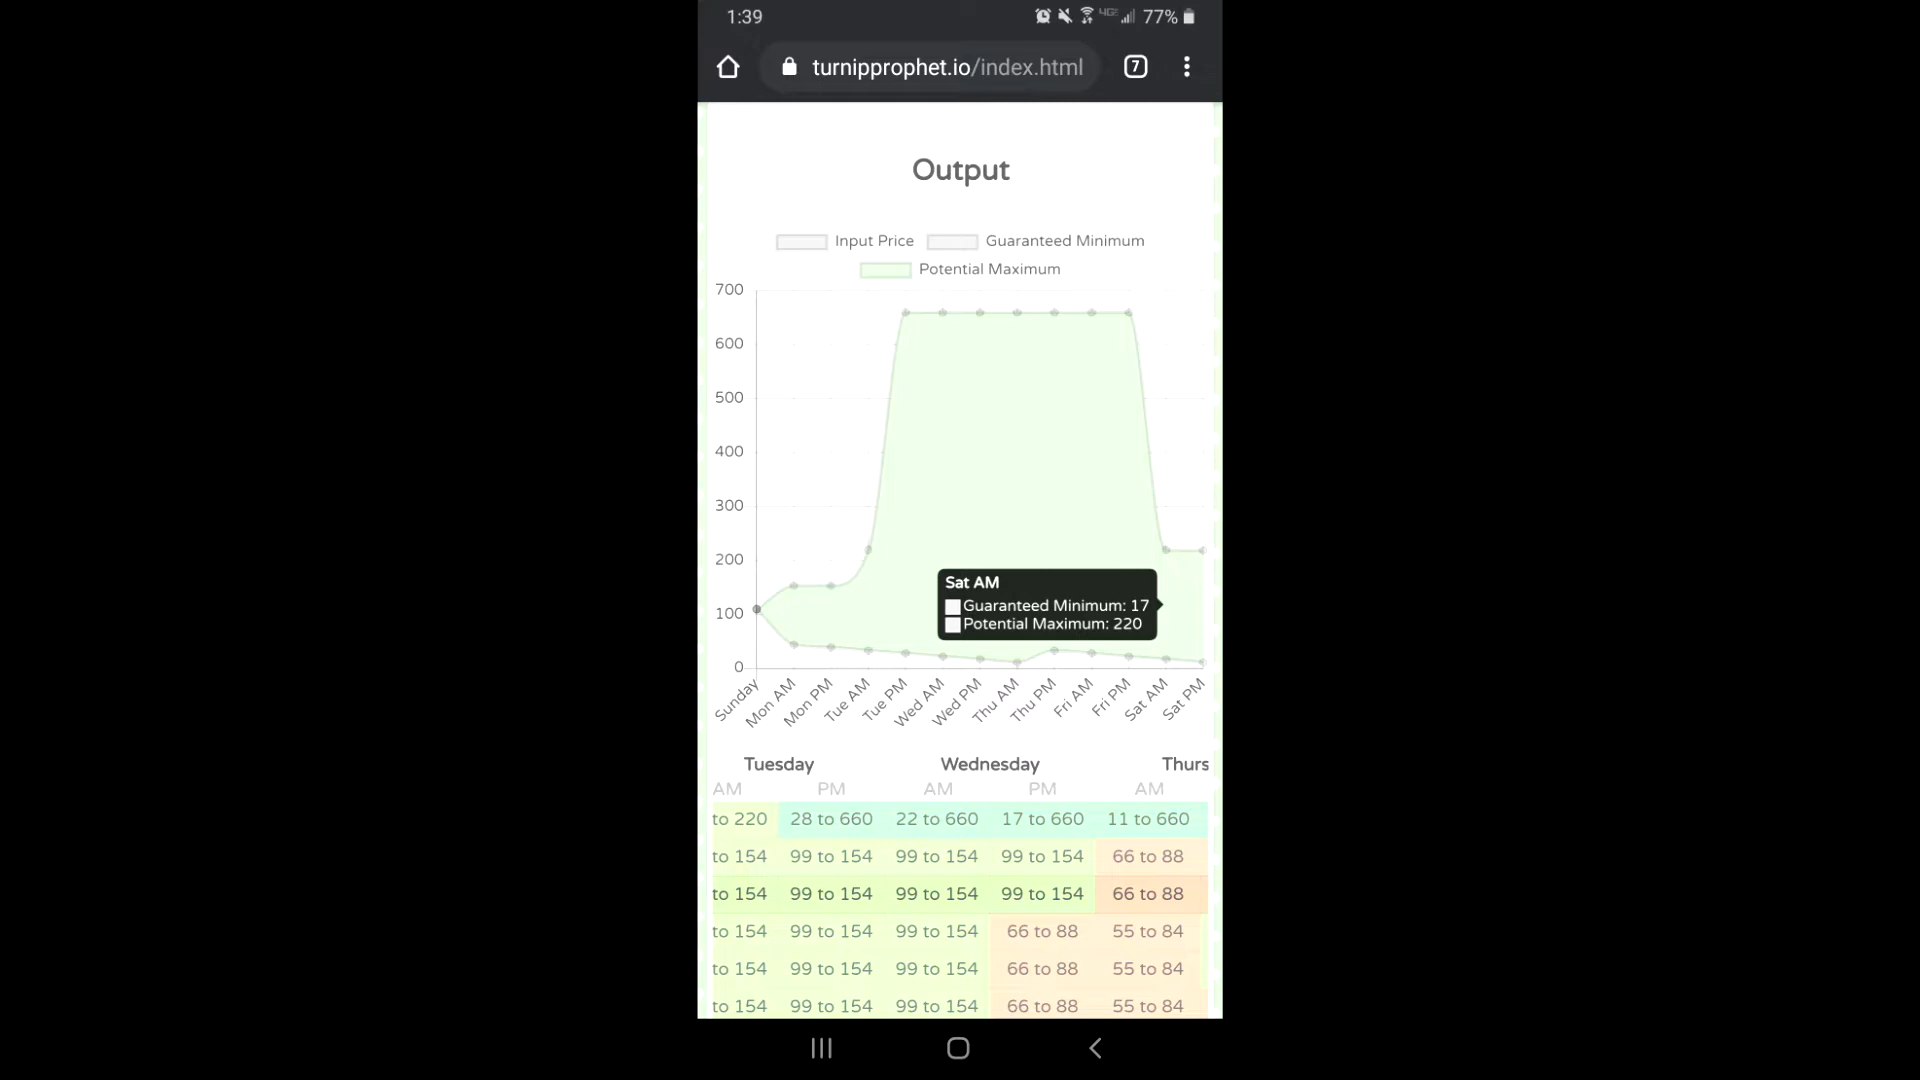 1:39 4G 77%
turnipprophet.io/index.html 7
Output
Input Price Guaranteed Minimum
Potential Maximum
700
600
500
400
300
200
100
0
Sat AM
Guaranteed Minimum: 17
Potential Maximum: 220
Sunday Mon AM Mon PM Tue AM Tue PM Wed AM Wed PM Thu AM Thu PM Fri AM Fri PM Sat AM Sat PM
Tuesday Wednesday Thurs
AM PM AM PM AM
to 220 28 to 660 22 to 660 17 to 660 11 to 660
to 154 99 to 154 99 to 154 99 to 154 66 to 88
to 154 99 to 154 99 to 154 99 to 154 66 to 88
to 154 99 to 154 99 to 154 66 to 88 55 to 84
to 154 99 to 154 99 to 154 66 to 88 55 to 84
to 154 99 to 154 99 to 154 66 to 88 55 to 84